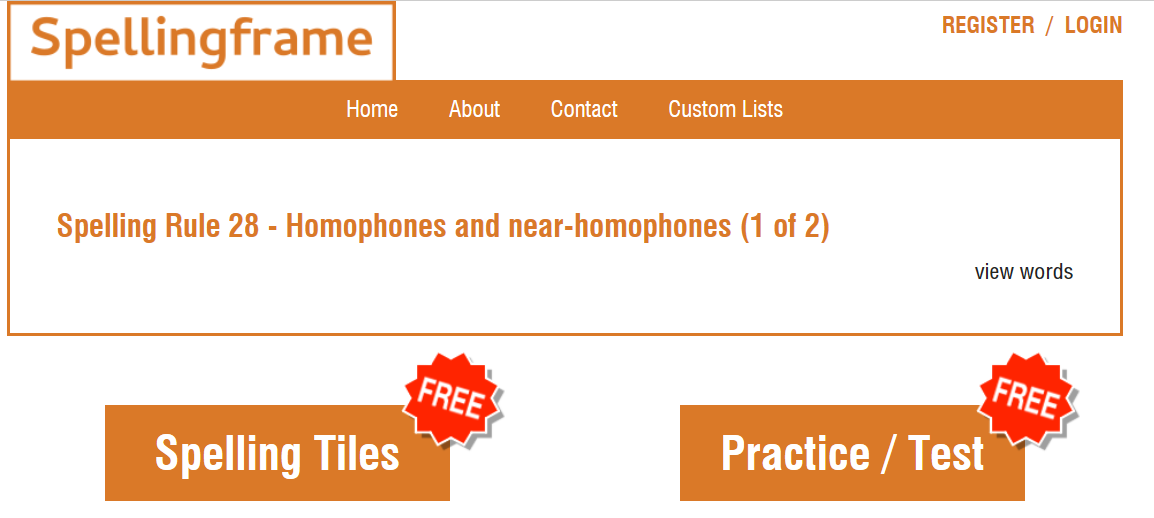 Spellingframe
REGISTER / LOGIN
Home About Contact Custom Lists
Spelling Rule 28 - Homophones and near-homophones (1 of 2)
view words
FREE
Spelling Tiles
FREE
Practice / Test